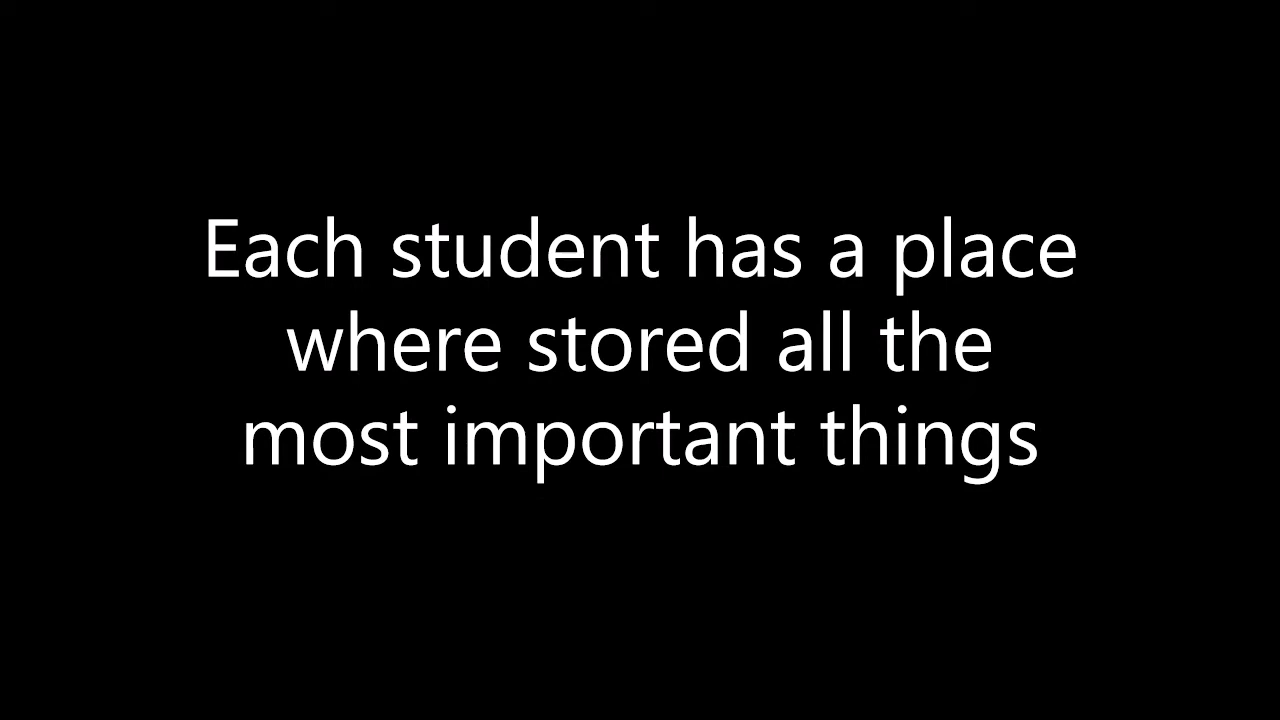 Each student has a place
where stored all the
most important things